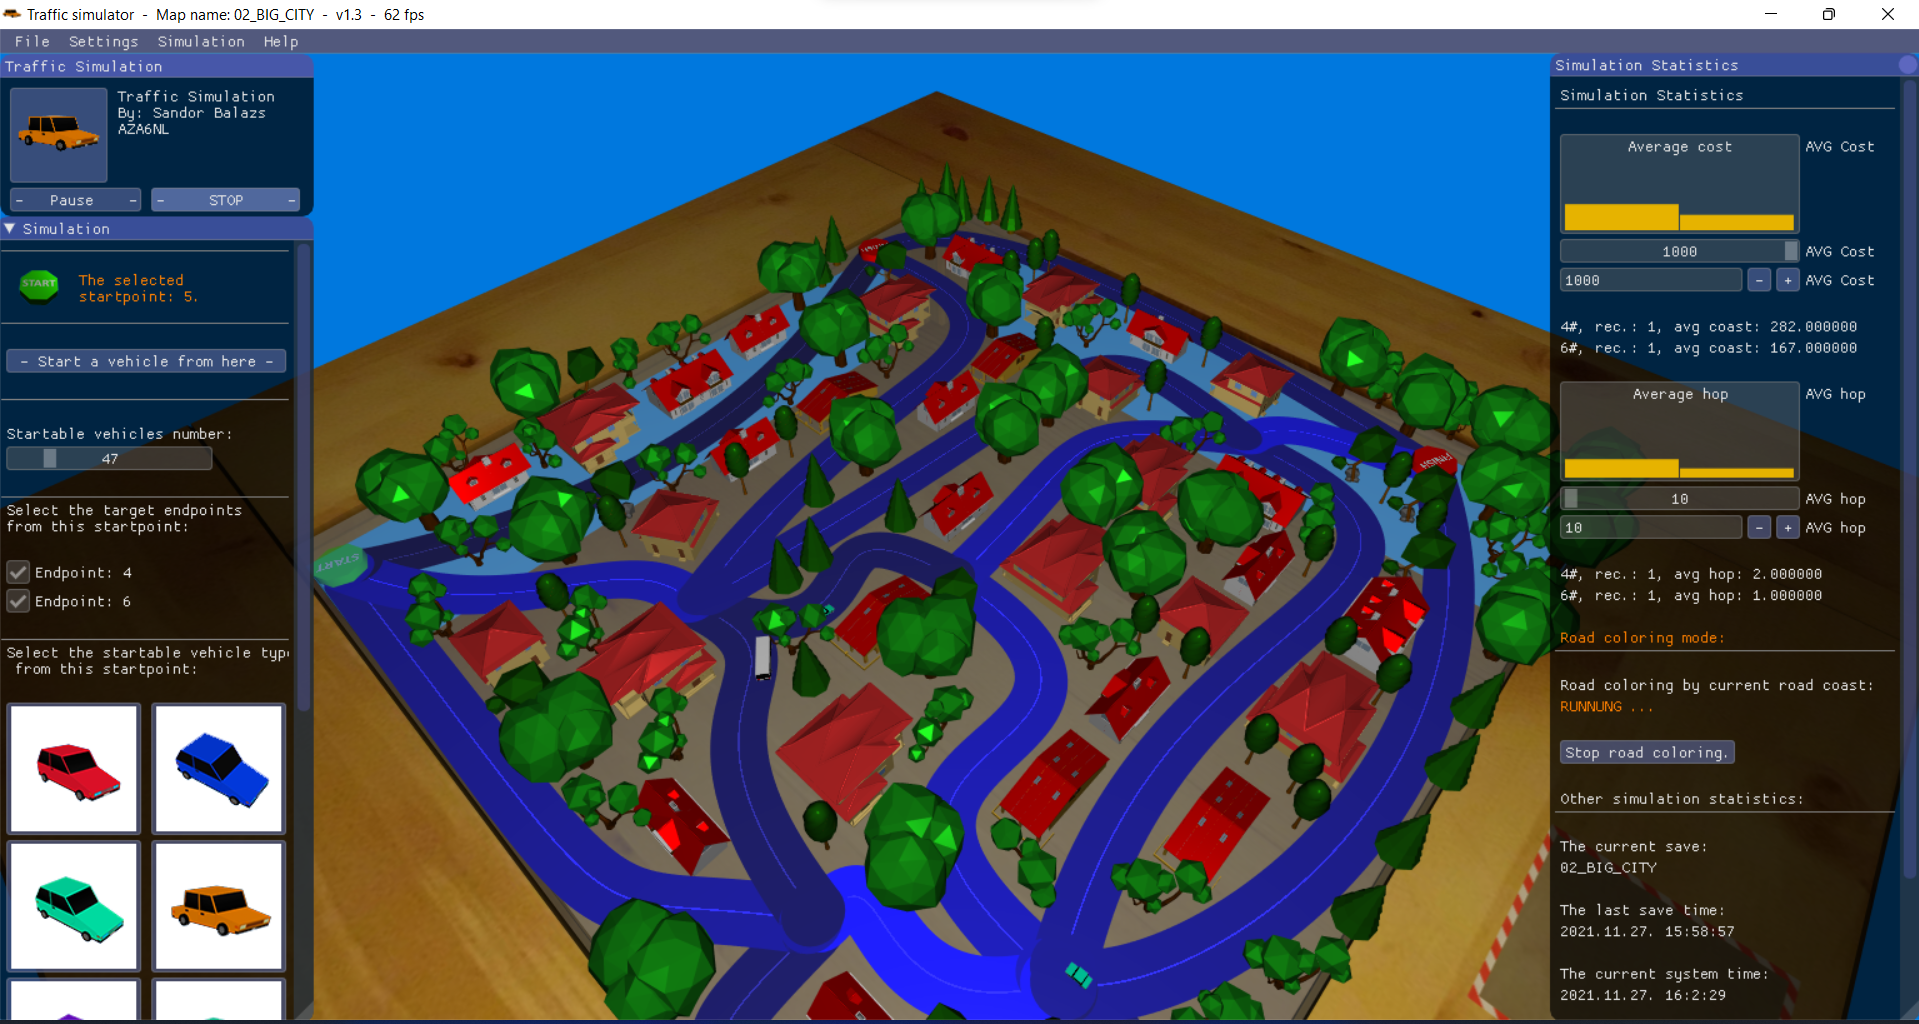 Traffic simulator - Map name: 02_BIG_CITY - v1.3 - 62 fps
File Settings Simulation Help
Traffic Simulation
Traffic Simulation
By: Sandor Balazs
AZA6NL
- Pause -
- STOP -
Simulation
START
The selected
startpoint: 5.
- Start a vehicle from here -
Startable vehicles number:
47
Select the target endpoints
from this startpoint:
Endpoint: 4
Endpoint: 6
Select the startable vehicle typ
from this startpoint:
START
FINISH
Simulation Statistics
Simulation Statistics
Average cost
AVG Cost
1000
AVG Cost
1000
-
+
AVG Cost
4#, rec.: 1, avg coast: 282.000000
6#, rec.: 1, avg coast: 167.000000
Average hop
AVG hop
10
AVG hop
10
-
+
AVG hop
4#, rec.: 1, avg hop: 2.000000
6#, rec.: 1, avg hop: 1.000000
Road coloring mode:
Road coloring by current road coast:
RUNNUNG ...
Stop road coloring.
Other simulation statistics:
The current save:
02_BIG_CITY
The last save time:
2021.11.27. 15:58:57
The current system time:
2021.11.27. 16:2:29